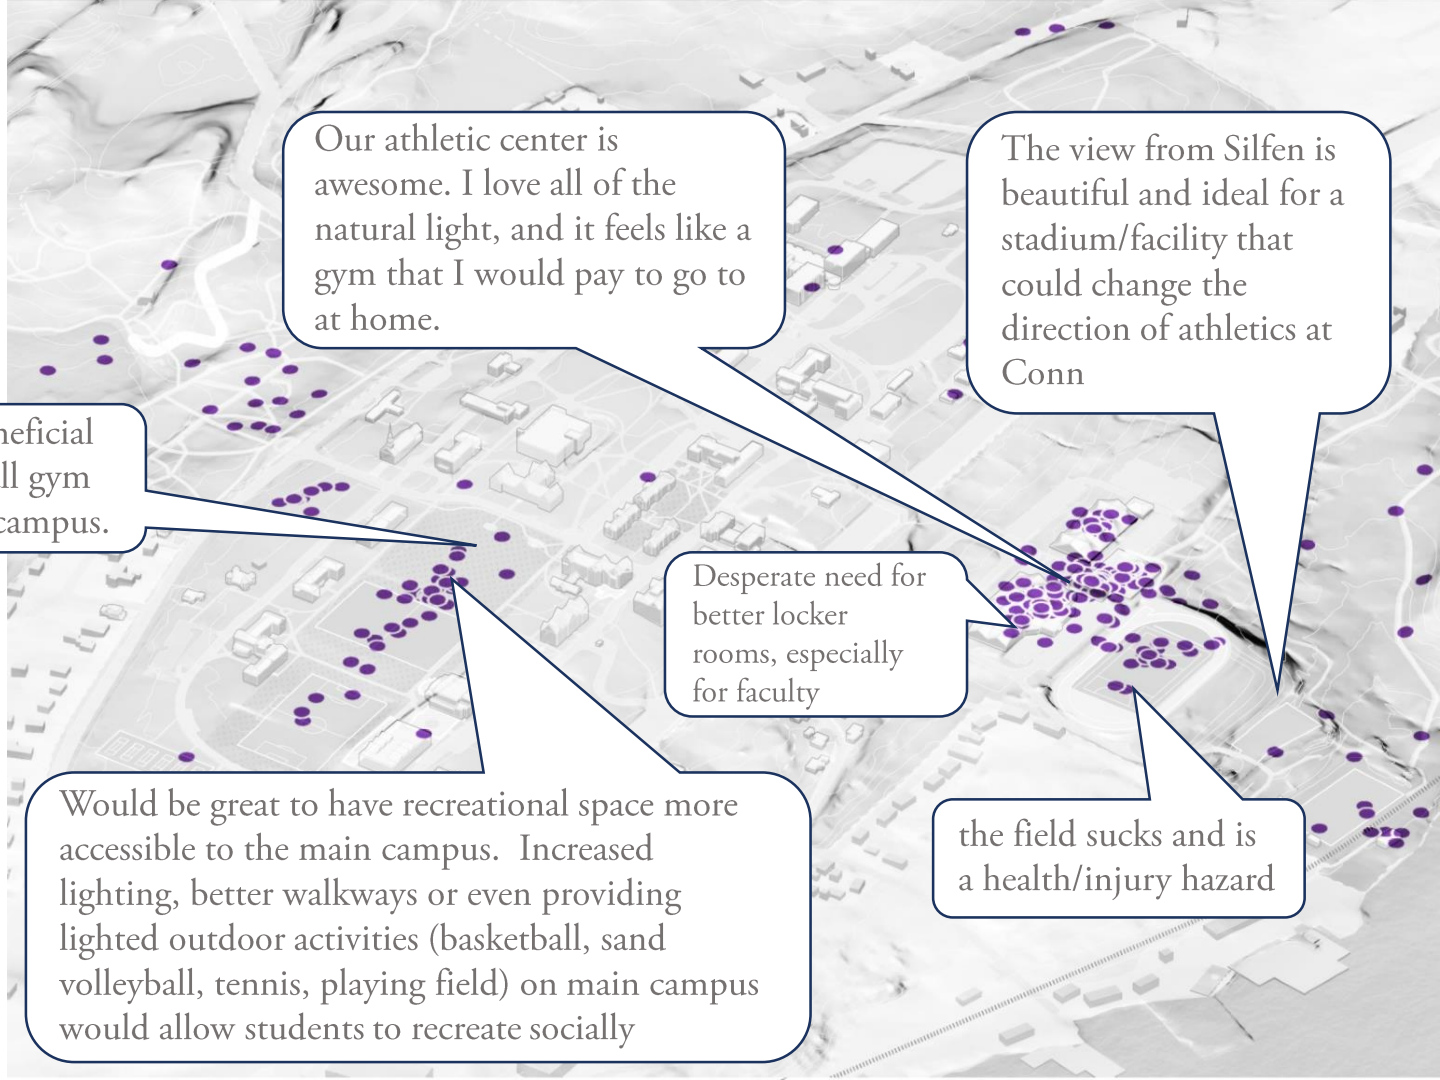 Our athletic center is
awesome. I love all of the
natural light, and it feels like a
gym that I would pay to go to
at home.
The view from Silfen is
beautiful and ideal for a
stadium/facility that
could change the
direction of athletics at
Conn
gym
campus.
Desperate need for
better locker
rooms, especially
for faculty
Would be great to have recreational space more
accessible to the main campus.  Increased
lighting, better walkways or even providing
lighted outdoor activities (basketball, sand
volleyball, tennis, playing field) on main campus
would allow students to recreate socially
the field sucks and is
a health/injury hazard